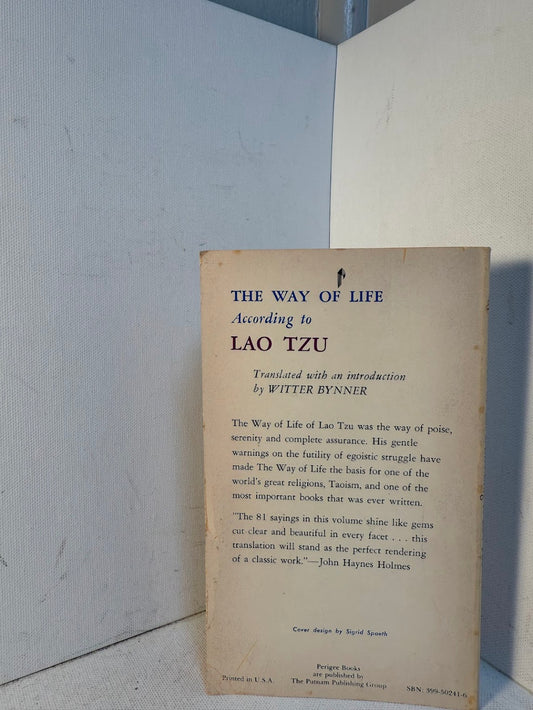 THE WAY OF LIFE
According to
LAO TZU
Translated with an introduction
by WITTER BYNNER
The Way of Life of Lao Tzu was the way of poise,
serenity and complete assurance. His gentle
warnings on the futility of egoistic struggle have
made The Way of Life the basis for one of the
world's great religions, Taoism, and one of the
most important books that was ever written.
"The 81 sayings in this volume shine like gems
cut clear and beautiful in every facet . . . this
translation will stand as the perfect rendering
of a classic work."—John Haynes Holmes
Cover design by Sigrid Spaeth
Perigee Books
are published by
The Putnam Publishing Group
Printed in U.S.A.
SBN: 399-50241-6